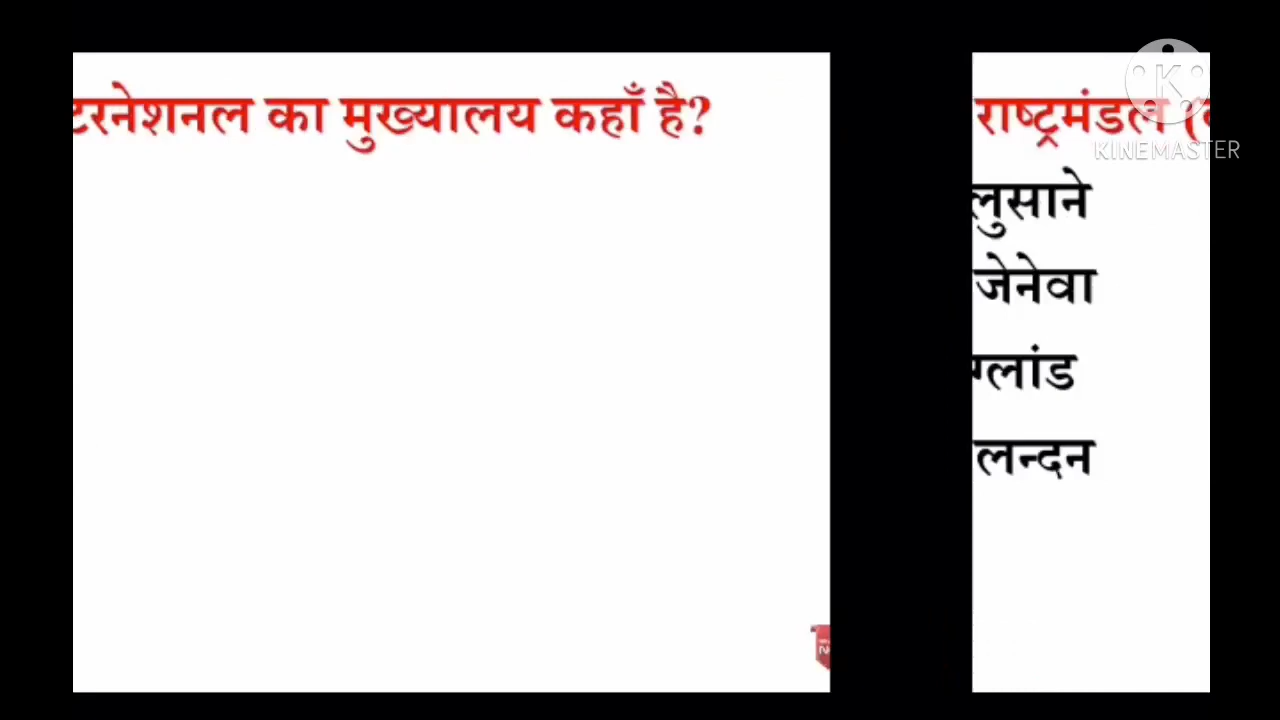 टरनेशनल का मुख्यालय कहाँ है?
राष्ट्रमंडल (
लुसाने
जेनेवा
ग्लांड
लन्दन
K
KINEMASTER